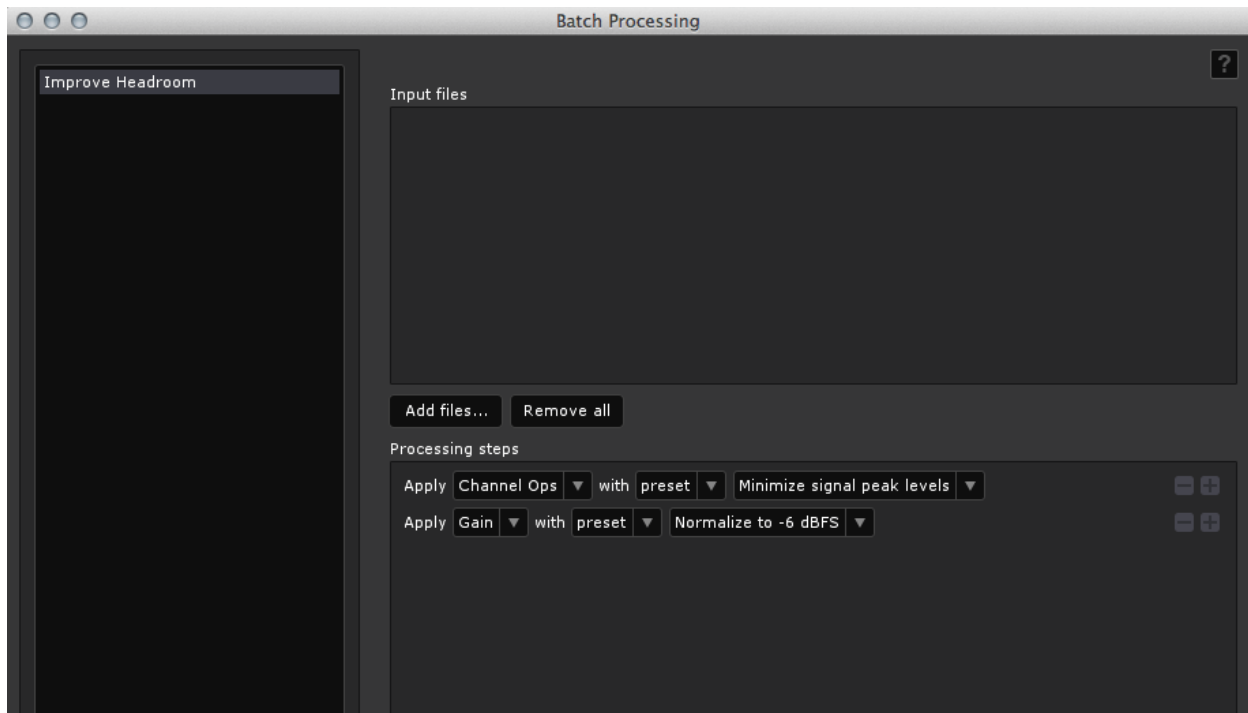 Batch Processing
Improve Headroom
?
Input files
Add files... Remove all
Processing steps
Apply Channel Ops with preset Minimize signal peak levels
Apply Gain with preset Normalize to -6 dBFS